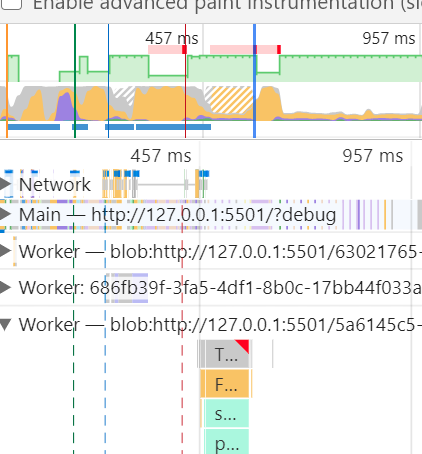 Enable advanced paint instrumentation (sl
457 ms
957 ms
457 ms
957 ms
Network
Main — http://127.0.0.1:5501/?debug
Worker — blob:http://127.0.0.1:5501/63021765-
Worker: 686fb39f-3fa5-4df1-8b0c-17bb44f033a
Worker — blob:http://127.0.0.1:5501/5a6145c5-
T...
F...
s...
p...